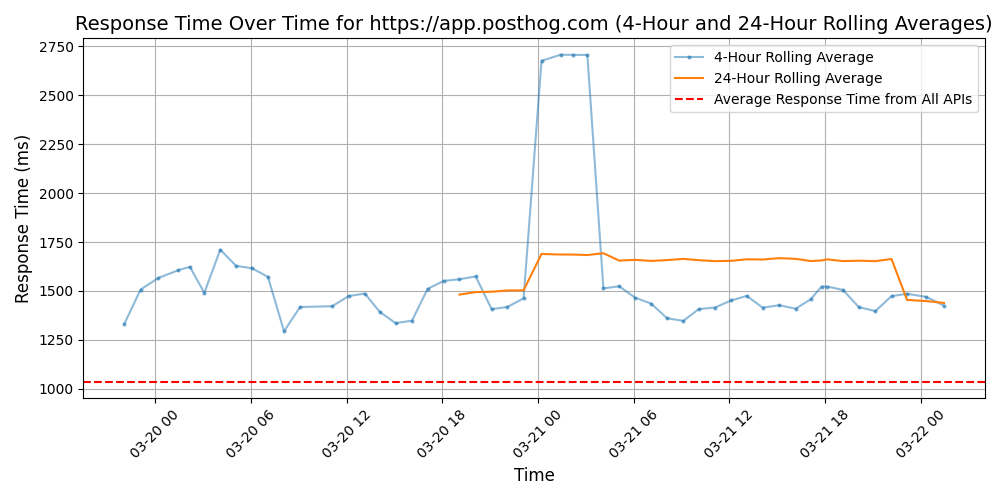 Response Time Over Time for https://app.posthog.com (4-Hour and 24-Hour Rolling Averages)
4-Hour Rolling Average
24-Hour Rolling Average
Average Response Time from All APIs
Response Time (ms)
2750
2500
2250
2000
1750
1500
1250
1000
03-20 00
03-20 06
03-20 12
03-20 18
03-21 00
03-21 06
03-21 12
03-21 18
03-22 00
Time